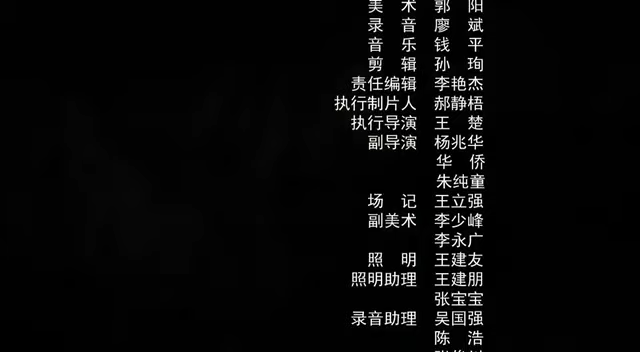 美术 郭阳
录音 廖斌
音乐 钱平
剪辑 孙珣
责任编辑 李艳杰
执行制片人 郝静梧
执行导演 王楚
副导演 杨兆华
华侨
朱纯童
场记 王立强
副美术 李少峰
李永广
照明 王建友
照明助理 王建朋
张宝宝
录音助理 吴国强
陈浩